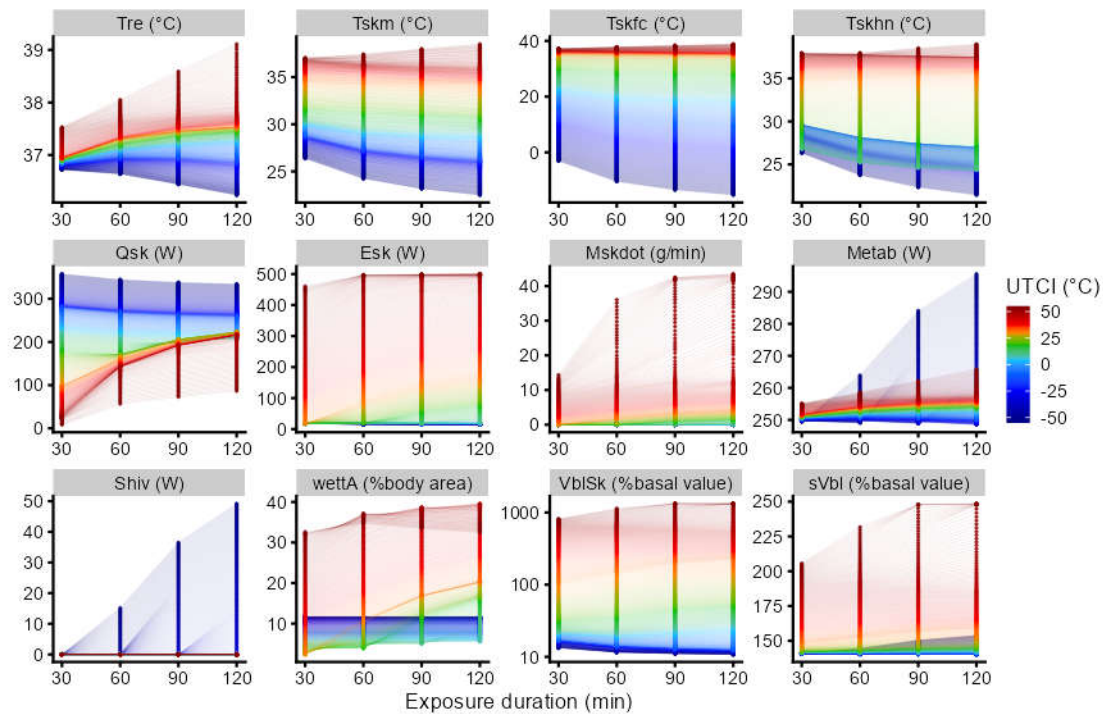 Tre (°C)
Tskm (°C)
Tskfc (°C)
Tskhn (°C)
39
38
37
35
30
25
40
20
0
35
30
25
30 60 90 120
30 60 90 120
30 60 90 120
30 60 90 120
Qsk (W)
Esk (W)
Mskdot (g/min)
Metab (W)
300
200
100
0
500
400
300
200
100
0
40
30
20
10
0
290
280
270
260
250
30 60 90 120
30 60 90 120
30 60 90 120
30 60 90 120
UTCI (°C)
50
25
0
-25
-50
Shiv (W)
wettA (%body area)
VblSk (%basal value)
sVbl (%basal value)
50
40
30
20
10
0
40
30
20
10
1000
100
10
250
225
200
175
150
30 60 90 120
30 60 90 120
30 60 90 120
30 60 90 120
Exposure duration (min)